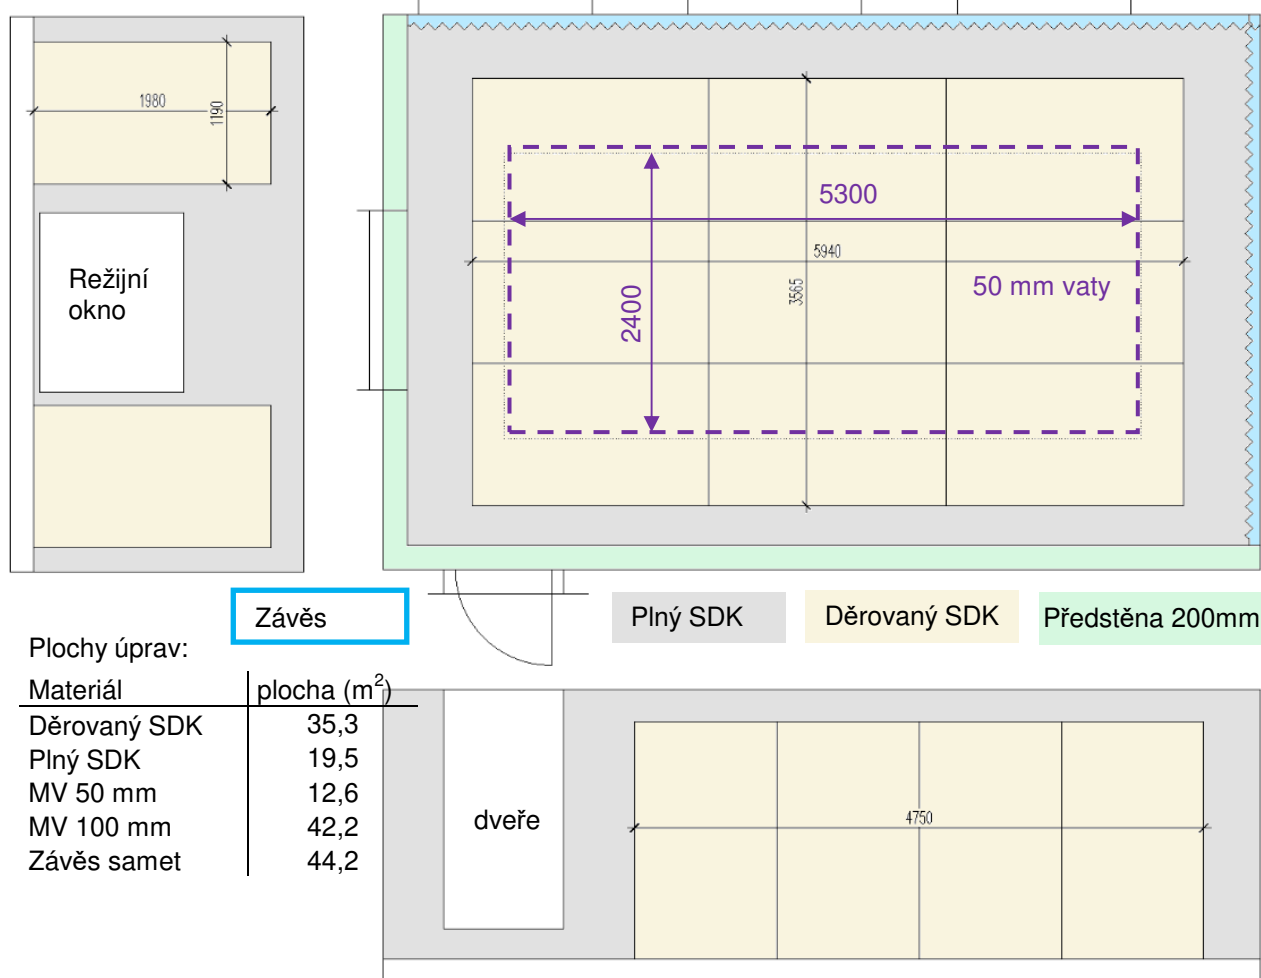 1980
1190
Režijní
okno
5300
5940
3565
2400
50 mm vaty
Závěs
Plný SDK
Děrovaný SDK
Předstěna 200mm
Plochy úprav:
Materiál plocha (m²)
Děrovaný SDK 35,3
Plný SDK 19,5
MV 50 mm 12,6
MV 100 mm 42,2
Závěs samet 44,2
dveře
4750